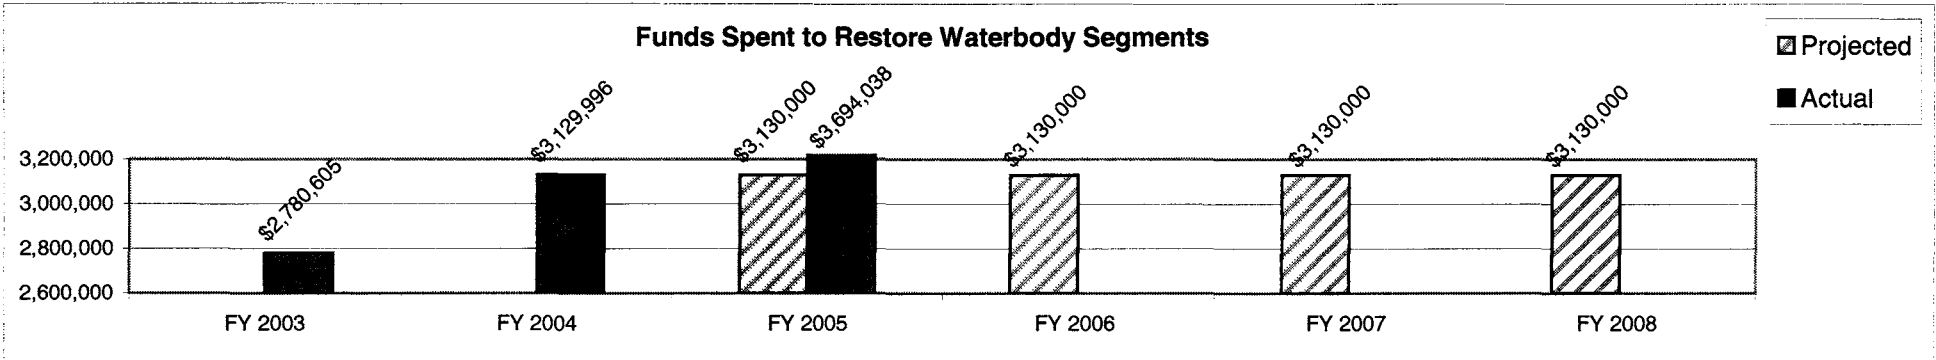 Funds Spent to Restore Waterbody Segments
Projected
Actual
$2,780,605
$3,129,996
$3,130,000
$3,694,038
$3,130,000
$3,130,000
$3,130,000
3,200,000
3,000,000
2,800,000
2,600,000
FY 2003
FY 2004
FY 2005
FY 2006
FY 2007
FY 2008